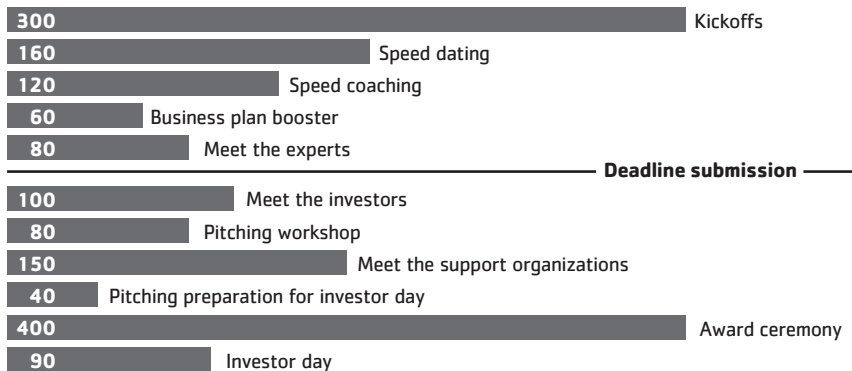 300 Kickoffs
160 Speed dating
120 Speed coaching
60 Business plan booster
80 Meet the experts
Deadline submission
100 Meet the investors
80 Pitching workshop
150 Meet the support organizations
40 Pitching preparation for investor day
400 Award ceremony
90 Investor day